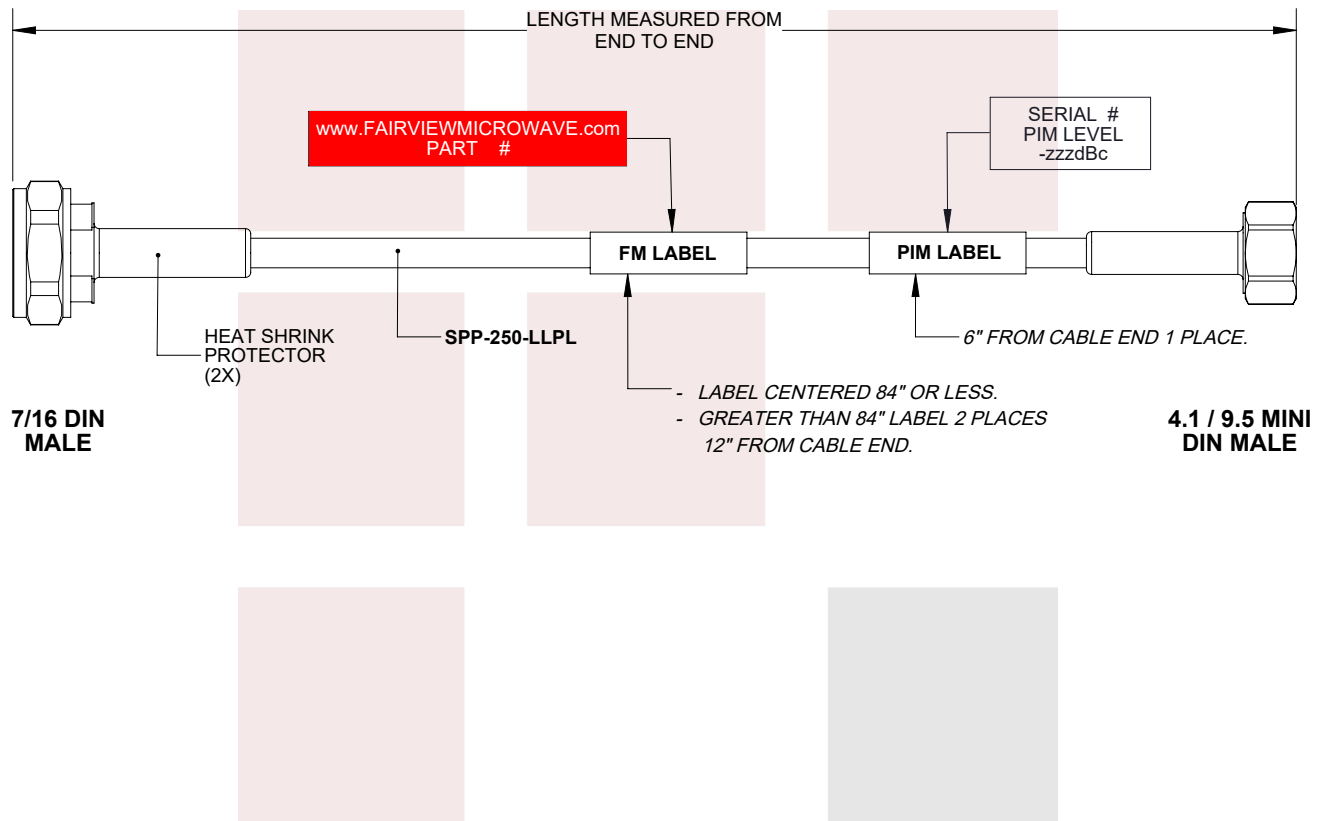 LENGTH MEASURED FROM
END TO END
www.FAIRVIEWMICROWAVE.com
PART #
SERIAL #
PIM LEVEL
-zzzdBc
FM LABEL
PIM LABEL
HEAT SHRINK
PROTECTOR
(2X)
SPP-250-LLPL
6" FROM CABLE END 1 PLACE.
- LABEL CENTERED 84" OR LESS.
- GREATER THAN 84" LABEL 2 PLACES
12" FROM CABLE END.
7/16 DIN
MALE
4.1 / 9.5 MINI
DIN MALE